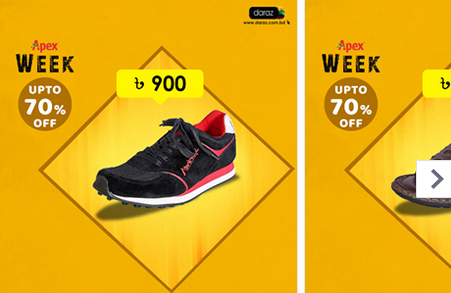 daraz
www.daraz.com.bd
Apex
WEEK
UPTO
70%
OFF
৳ 900
Apex
WEEK
UPTO
70%
OFF
৳